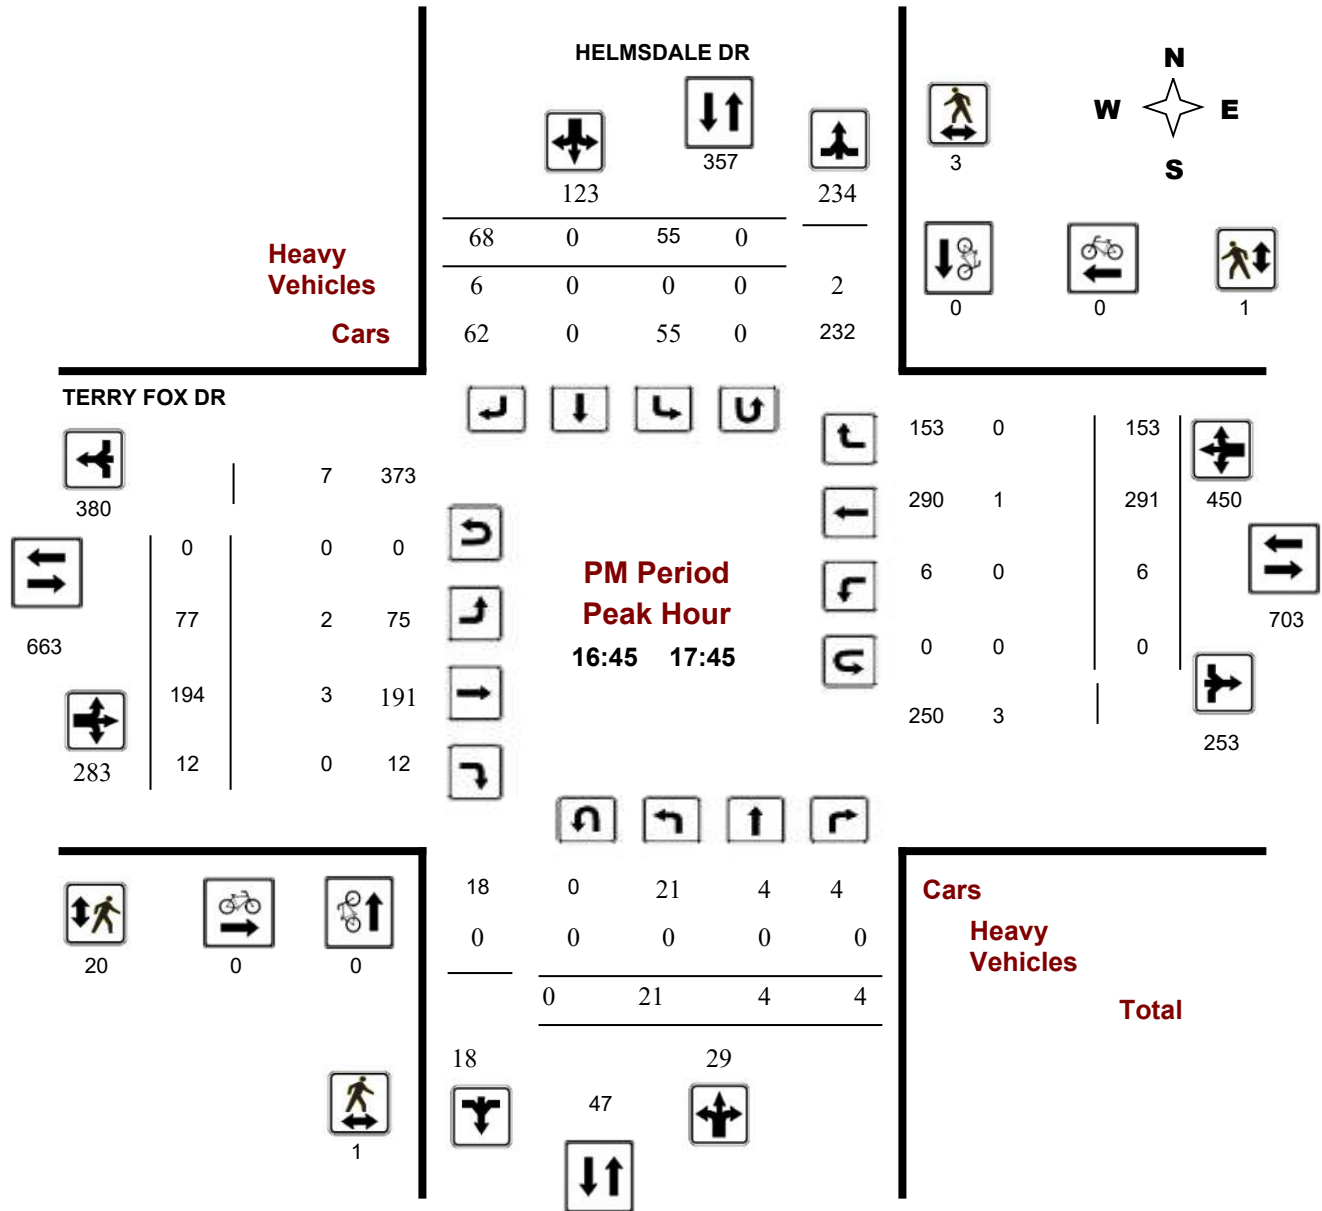 HELMSDALE DR
N
W E
S
357
3
123 234
68 0 55 0
Heavy
Vehicles 6 0 0 0 2
0 0 1
Cars 62 0 55 0 232
TERRY FOX DR
153 0 153
7 373
380
290 1 291 450
0 0 0
PM Period
6 0 6
Peak Hour
77 2 75
703
663
16:45 17:45
0 0 0
194 3 191
250 3
253
283 12 0 12
18 0 21 4 4 Cars
0 0 0 0 0 Heavy
Vehicles
20 0 0
0 21 4 4
Total
18 29
47
1